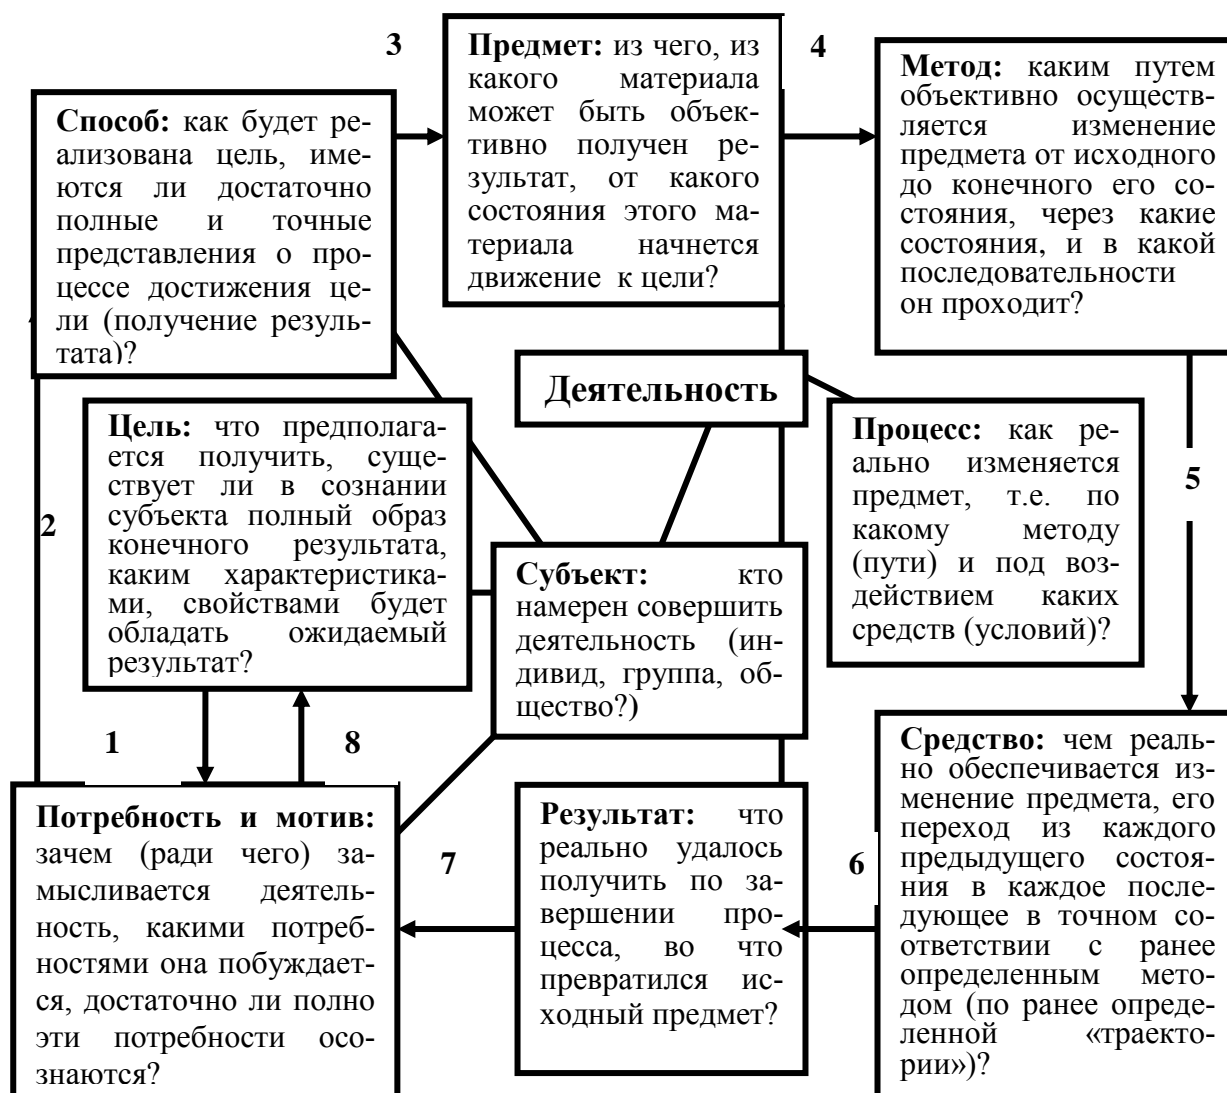 3
Предмет: из чего, из
какого материала
может быть объек-
тивно получен ре-
зультат, от какого
состояния этого ма-
териала начнется
движение к цели?
4
Метод: каким путем
объективно осуществ-
ляется изменение
предмета от исходного
до конечного его со-
стояния, через какие
состояния, и в какой
последовательности
он проходит?
Способ: как будет ре-
ализована цель, име-
ются ли достаточно
полные и точные
представления о про-
цессе достижения це-
ли (получение резуль-
тата)?
Деятельность
Цель: что предполага-
ется получить, суще-
ствует ли в сознании
субъекта полный образ
конечного результата,
каким характеристика-
ми, свойствами будет
обладать ожидаемый
результат?
Процесс: как ре-
ально изменяется
предмет, т.е. по
какому методу
(пути) и под воз-
действием каких
средств (условий)?
5
2
Субъект: кто
намерен совершить
деятельность (ин-
дивид, группа, об-
щество?)
1
8
Потребность и мотив:
зачем (ради чего) за-
мысливается деятель-
ность, какими потреб-
ностями она побуждает-
ся, достаточно ли полно
эти потребности осо-
знаются?
7
Результат: что
реально удалось
получить по за-
вершении про-
цесса, во что
превратился ис-
ходный предмет?
6
Средство: чем реаль-
но обеспечивается из-
менение предмета, его
переход из каждого
предыдущего состоя-
ния в каждое после-
дующее в точном со-
ответствии с ранее
определенным мето-
дом (по ранее опреде-
ленной «траекто-
рии»)?